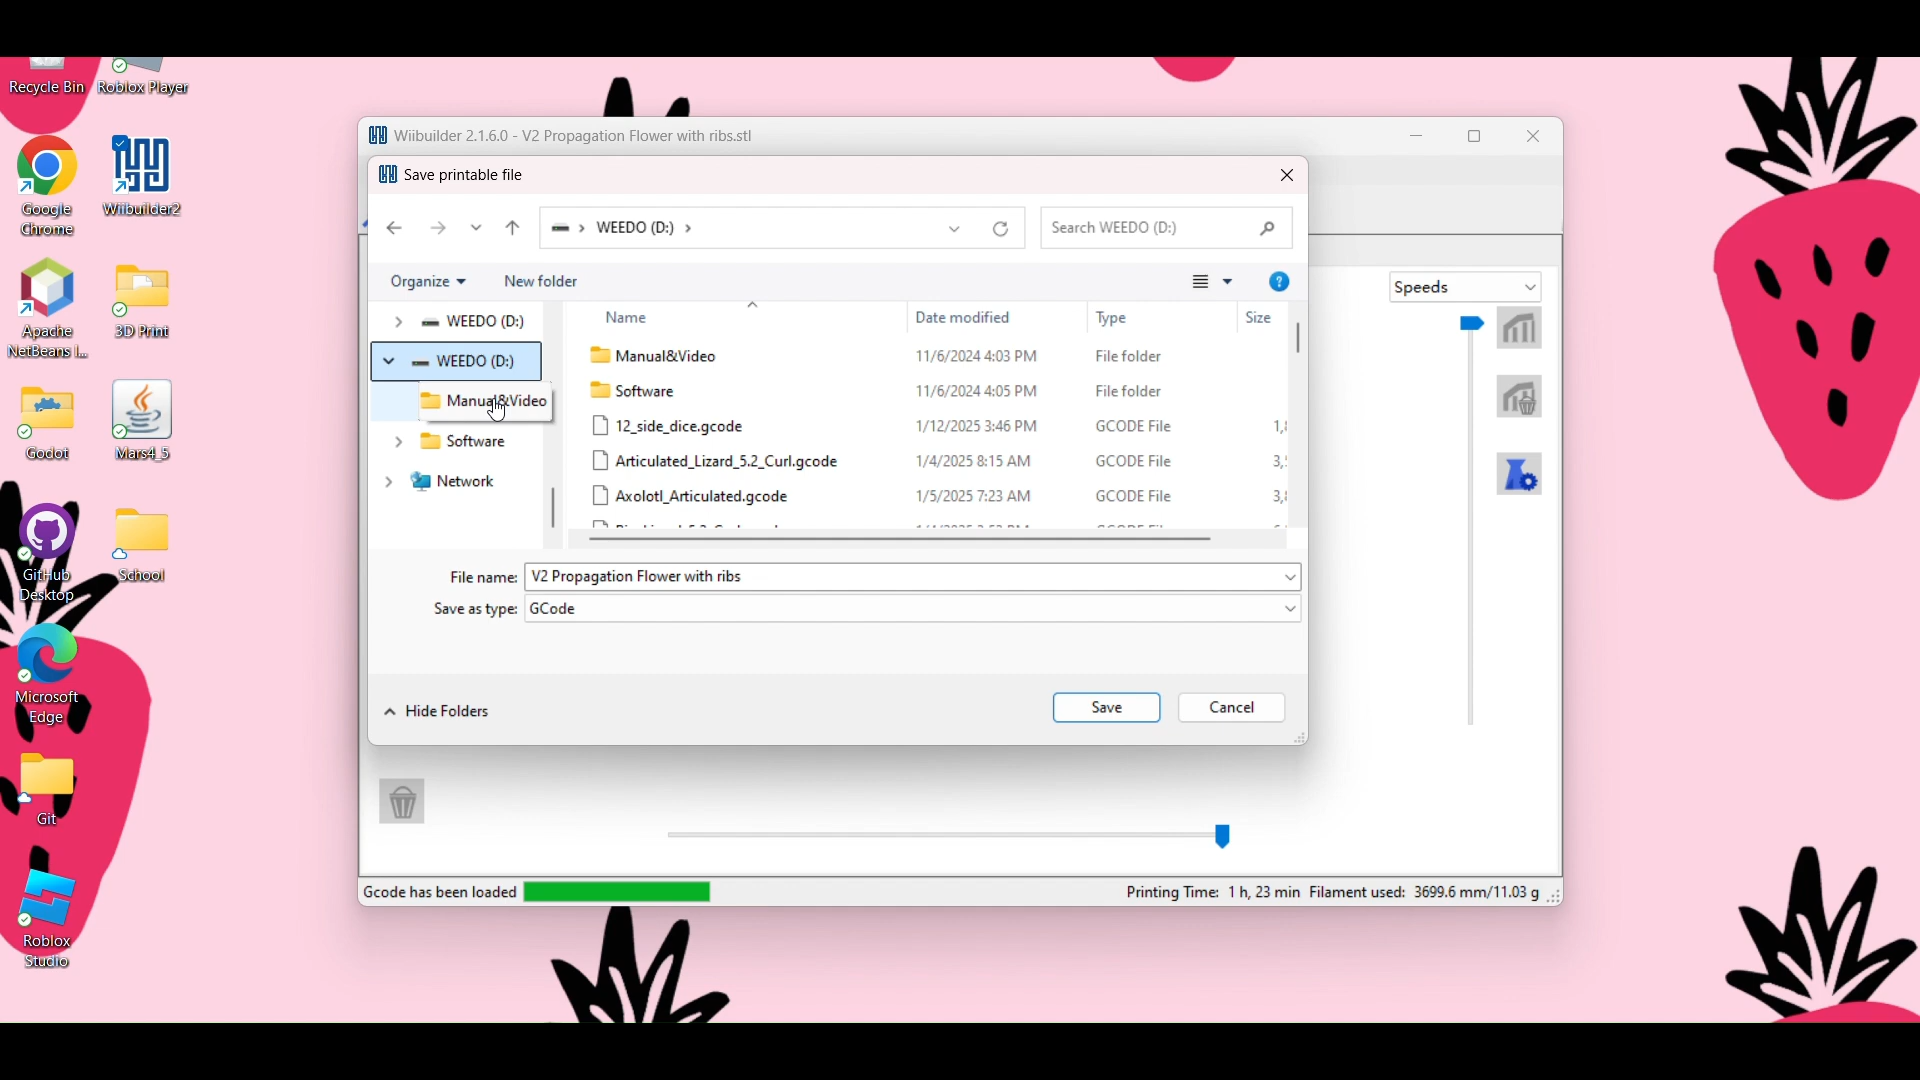 Recycle Bin
Roblox Player
Google
Chrome
Wiibuilder2
Apache
NetBeans I...
3D Print
Godot
Mars4_5
GitHub
Desktop
School
Microsoft
Edge
Git
Roblox
Studio
Wiibuilder 2.1.6.0 - V2 Propagation Flower with ribs.stl
Save printable file
WEEDO (D:)
Search WEEDO (D:)
Organize
New folder
WEEDO (D:)
WEEDO (D:)
Manual&Video
Software
Network
Name Date modified Type Size
Manual&Video 11/6/2024 4:03 PM File folder
Software 11/6/2024 4:05 PM File folder
12_side_dice.gcode 1/12/2025 3:46 PM GCODE File
Articulated_Lizard_5.2_Curl.gcode 1/4/2025 8:15 AM GCODE File
Axolotl_Articulated.gcode 1/5/2025 7:23 AM GCODE File
File name: V2 Propagation Flower with ribs
Save as type: GCode
Hide Folders
Save
Cancel
Speeds
Gcode has been loaded
Printing Time: 1 h, 23 min Filament used: 3699.6 mm/11.03 g